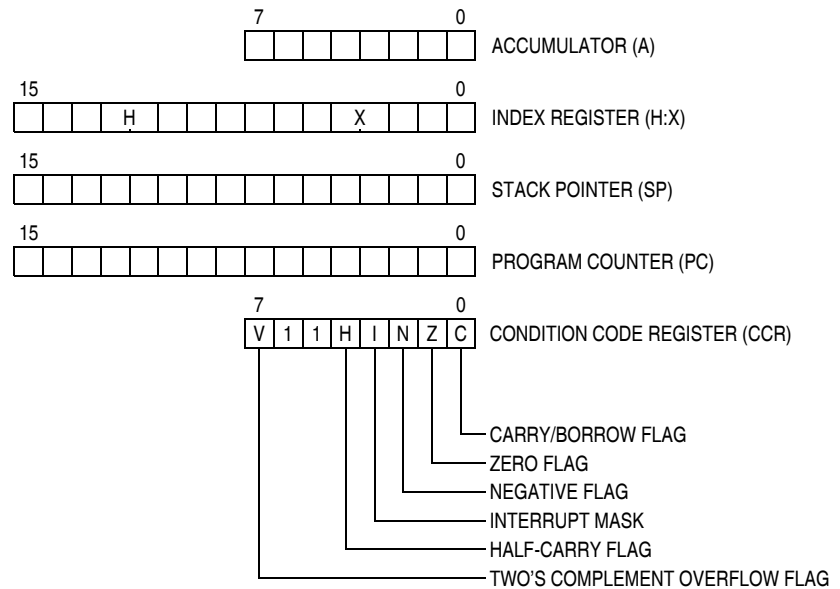 7 0
ACCUMULATOR (A)
15 0
H X INDEX REGISTER (H:X)
15 0
STACK POINTER (SP)
15 0
PROGRAM COUNTER (PC)
7 0
V 1 1 H I N Z C CONDITION CODE REGISTER (CCR)
CARRY/BORROW FLAG
ZERO FLAG
NEGATIVE FLAG
INTERRUPT MASK
HALF-CARRY FLAG
TWO'S COMPLEMENT OVERFLOW FLAG